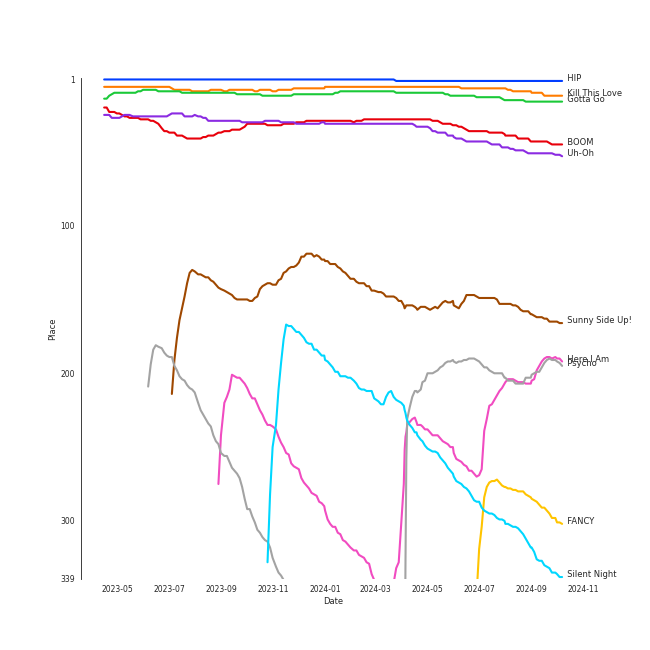 1
100
200
300
339
Place
HIP
Kill This Love
Gotta Go
BOOM
Uh-Oh
Sunny Side Up!
Here I Am
Psycho
FANCY
Silent Night
2023-05 2023-07 2023-09 2023-11 2024-01 2024-03 2024-05 2024-07 2024-09 2024-11
Date